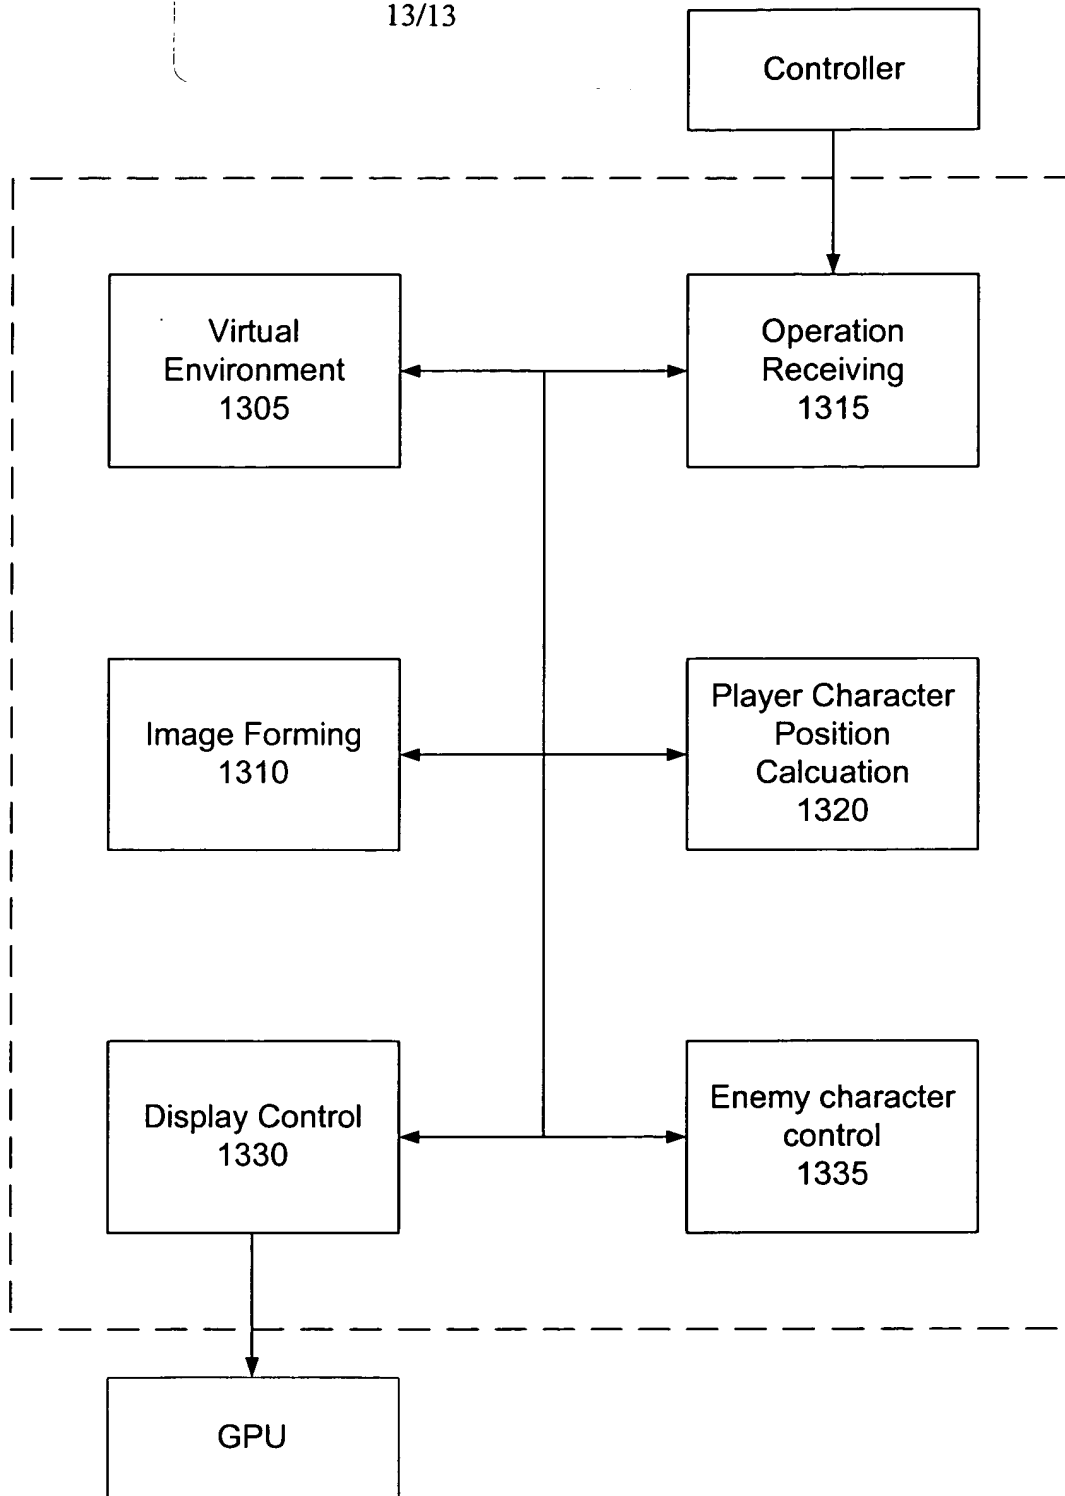 13/13
Controller
Virtual
Environment
1305
Operation
Receiving
1315
Image Forming
1310
Player Character
Position
Calcuation
1320
Display Control
1330
Enemy character
control
1335
GPU